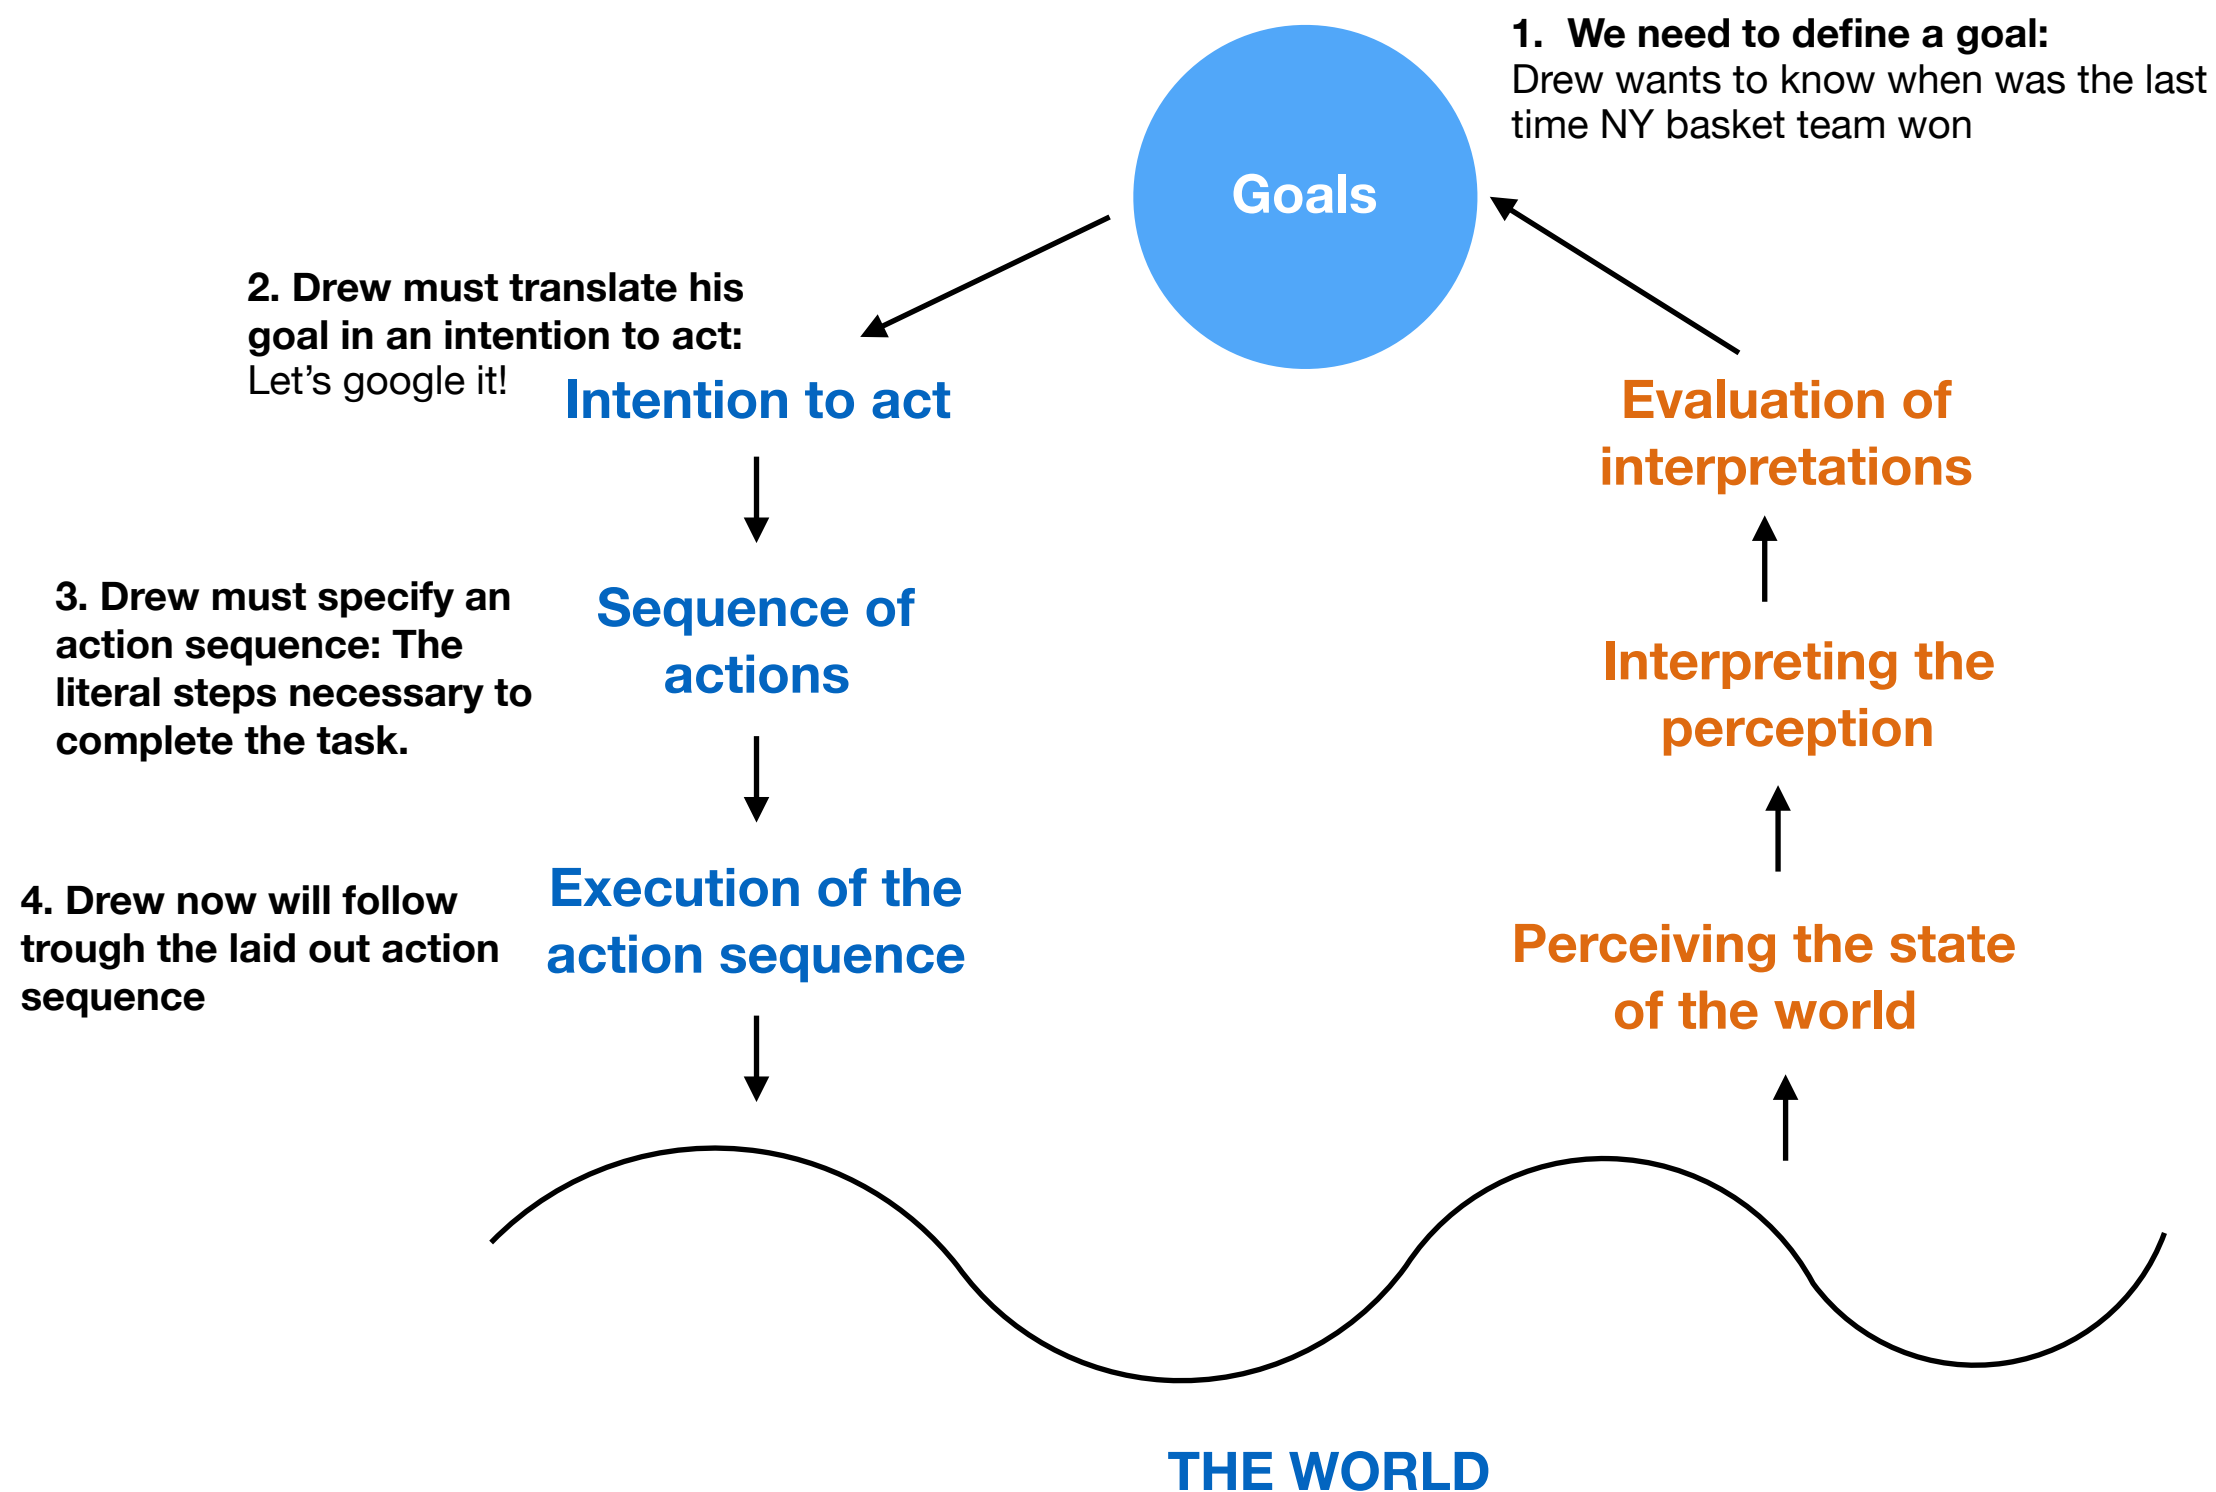 1.  We need to define a goal:
Drew wants to know when was the last
time NY basket team won
Goals
2. Drew must translate his
goal in an intention to act:
Let’s google it!
Intention to act
3. Drew must specify an
action sequence: The
literal steps necessary to
complete the task.
Sequence of
actions
4. Drew now will follow
trough the laid out action
sequence
Execution of the
action sequence
Evaluation of
interpretations
Interpreting the
perception
Perceiving the state
of the world
THE WORLD